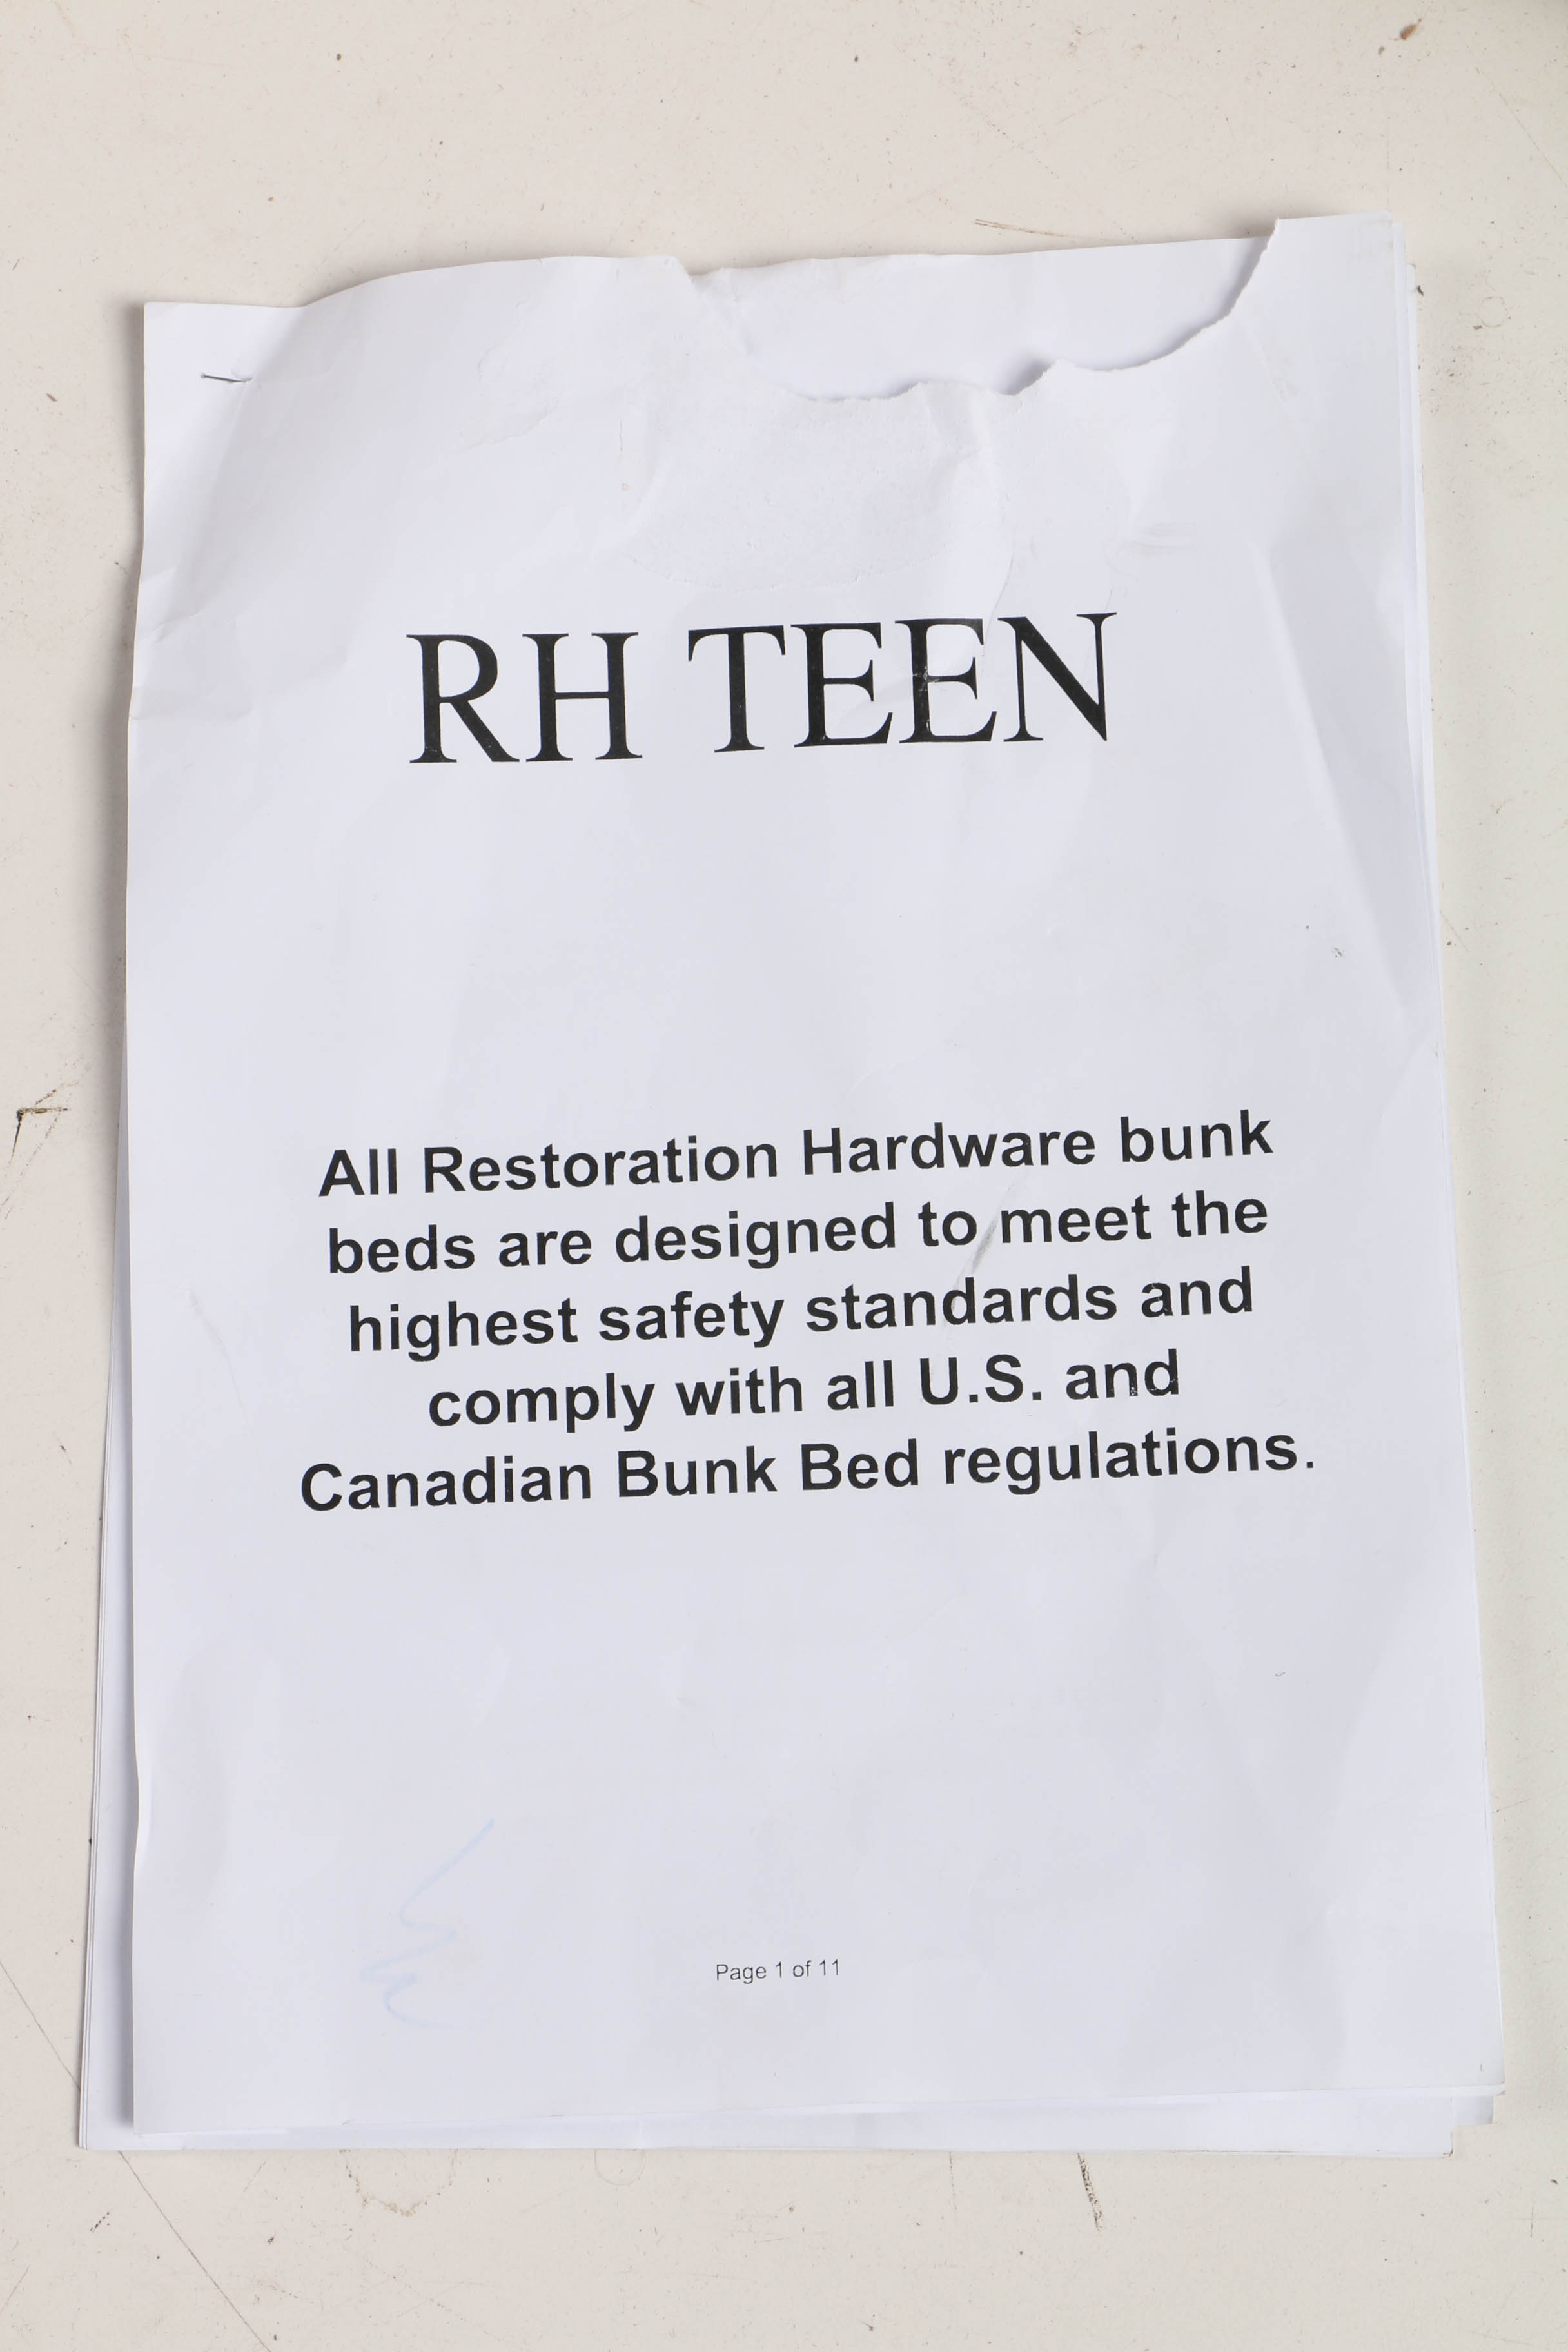 RH TEEN
All Restoration Hardware bunk
beds are designed to meet the
highest safety standards and
comply with all U.S. and
Canadian Bunk Bed regulations.
Page 1 of 11